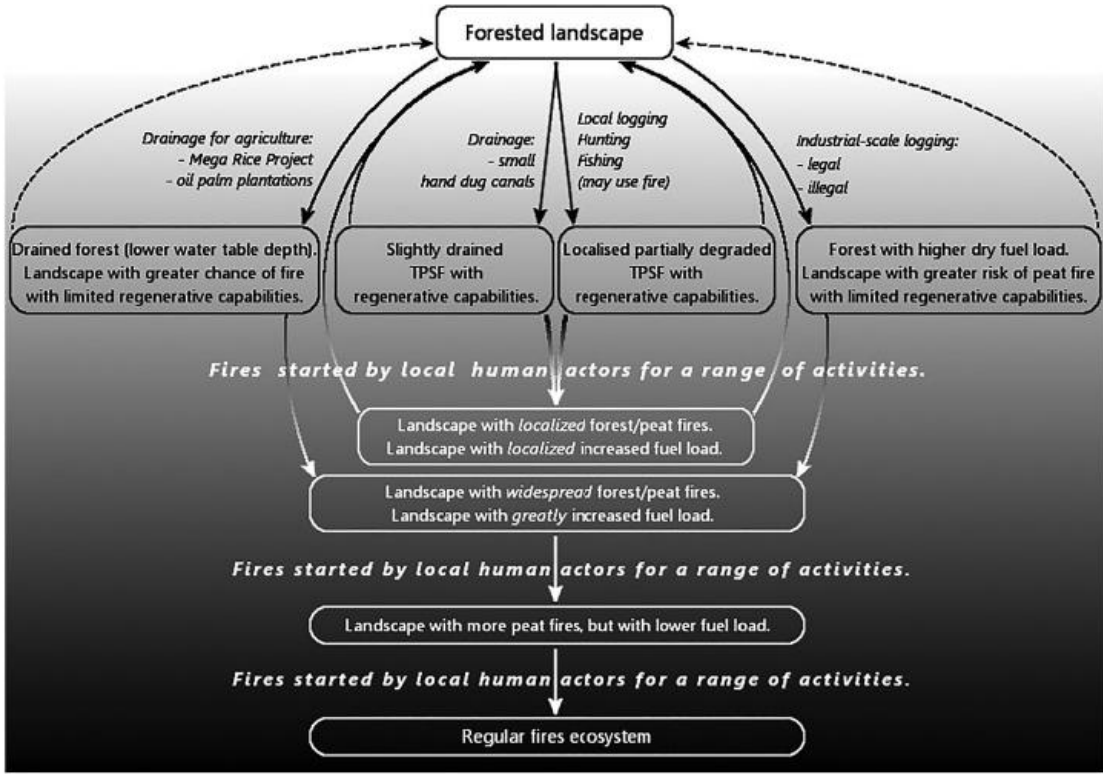 Forested landscape
Drainage for agriculture:
- Mega Rice Project
- oil palm plantations
Drainage:
- small
hand dug canals
Local logging
Hunting
Fishing
(may use fire)
Industrial-scale logging:
- legal
- illegal
Drained forest (lower water table depth).
Landscape with greater chance of fire
with limited regenerative capabilities.
Slightly drained
TPSF with
regenerative capabilities.
Localised partially degraded
TPSF with
regenerative capabilities.
Forest with higher dry fuel load.
Landscape with greater risk of peat fire
with limited regenerative capabilities.
Fires started by local human actors for a range of activities.
Landscape with localized forest/peat fires.
Landscape with localized increased fuel load.
Landscape with widespread forest/peat fires.
Landscape with greatly increased fuel load.
Fires started by local human actors for a range of activities.
Landscape with more peat fires, but with lower fuel load.
Fires started by local human actors for a range of activities.
Regular fires ecosystem